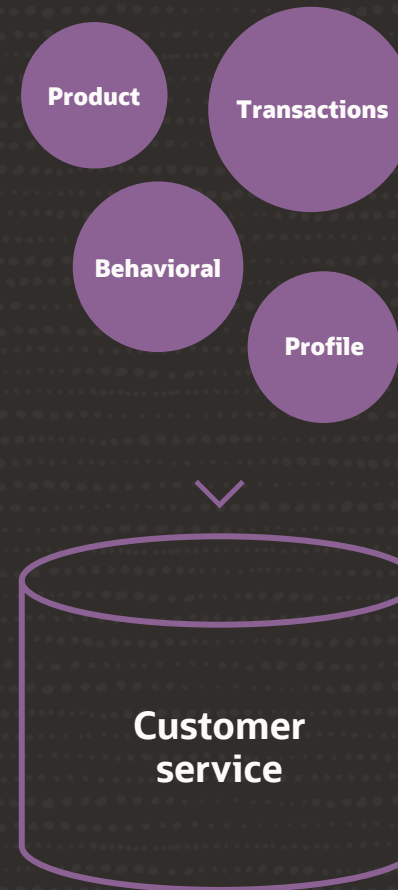 Product
Transactions
Behavioral
Profile
Customer
service